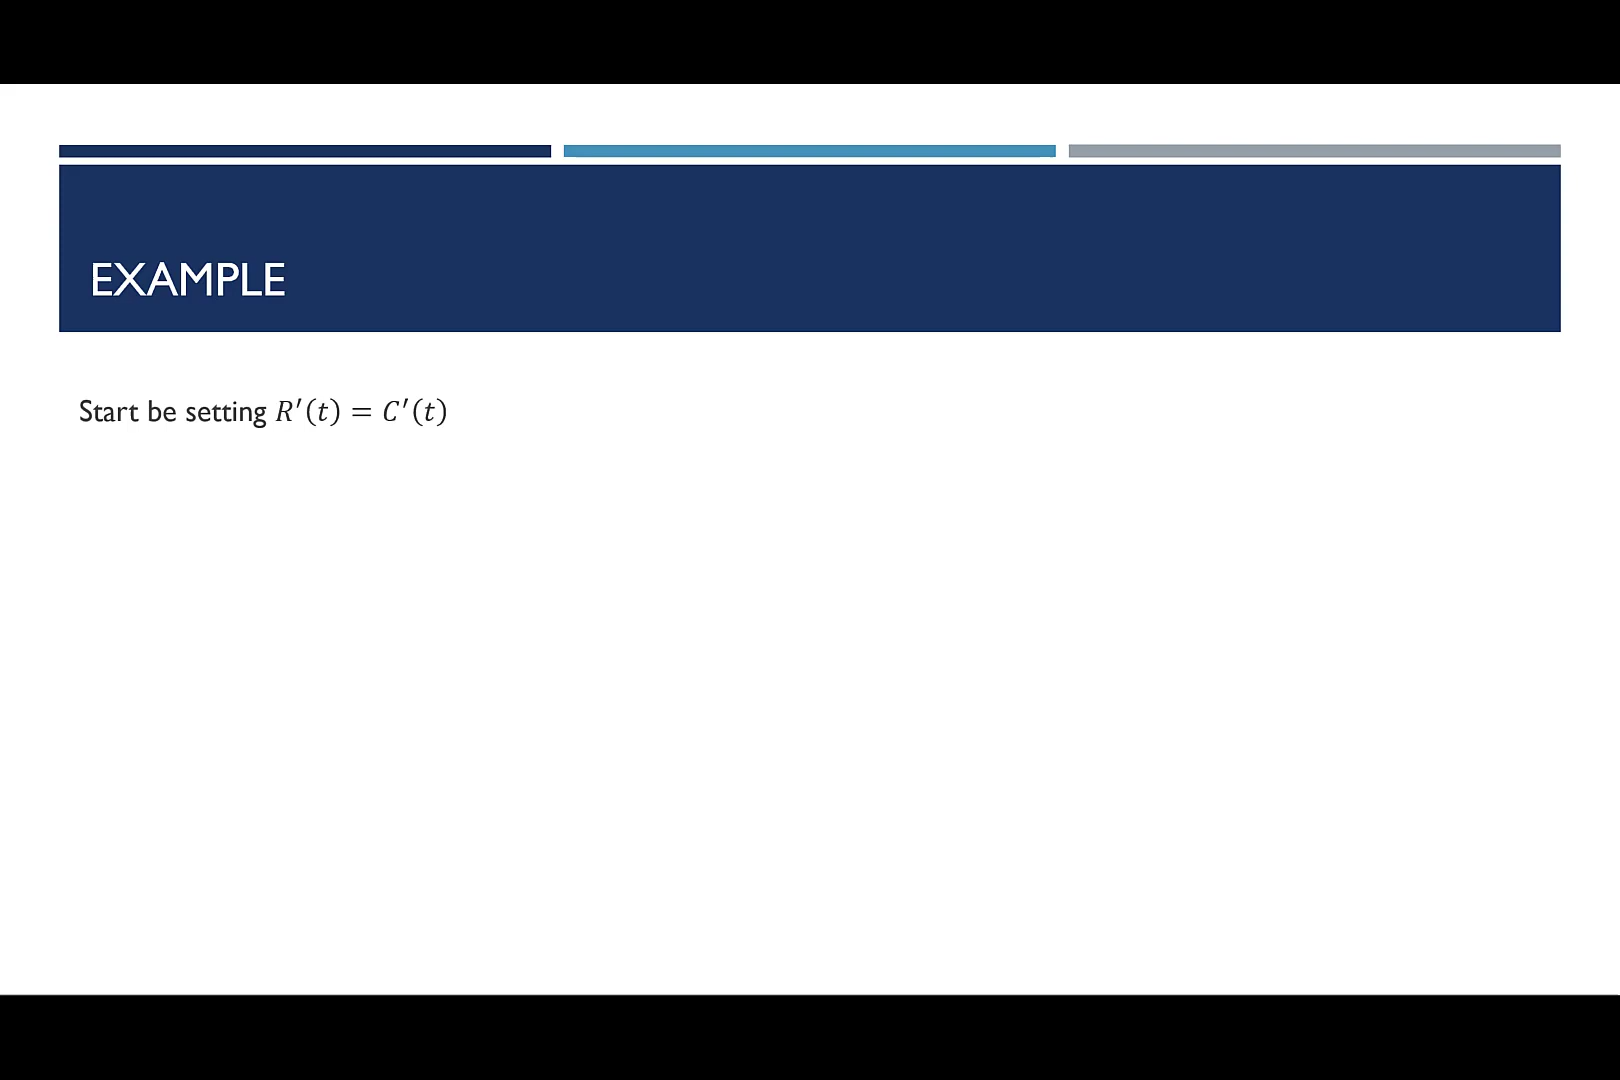 EXAMPLE
Start be setting R′(t) = C′(t)